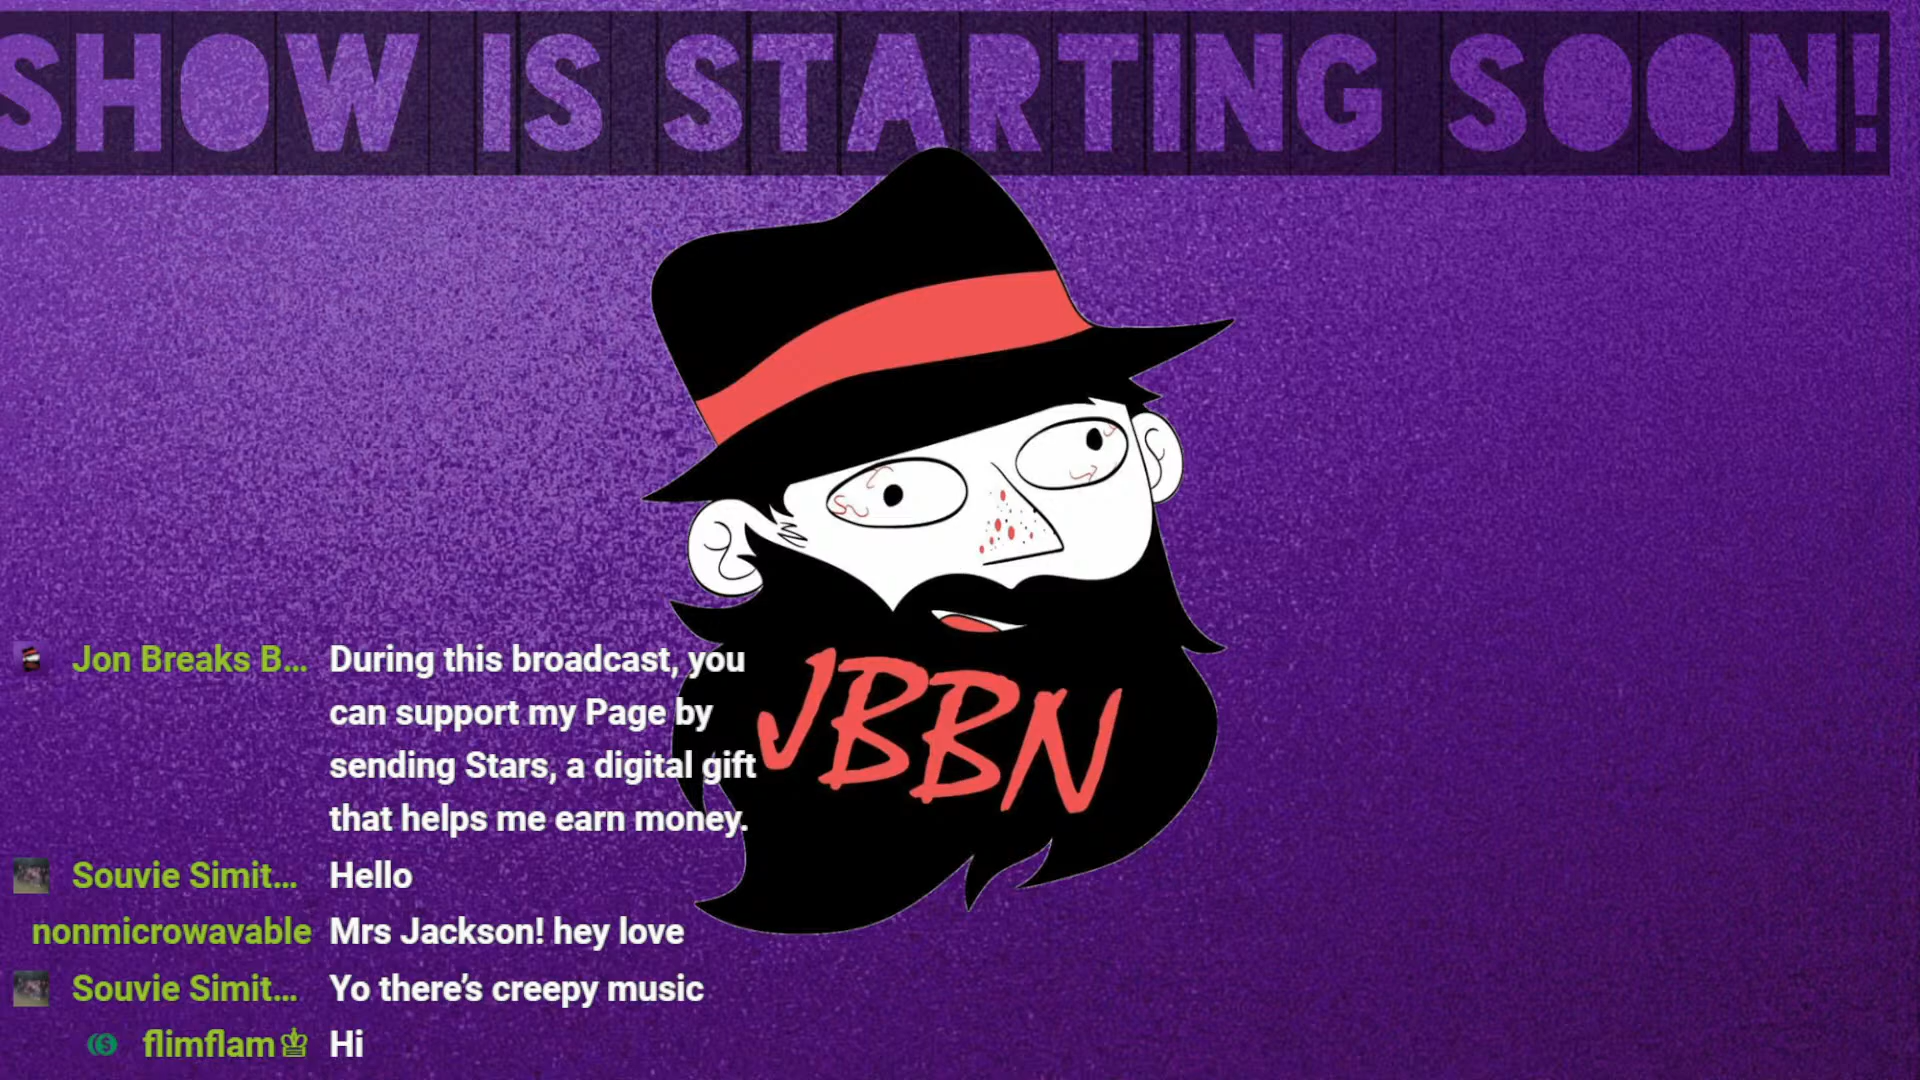 SHOW IS STARTING SOON!
JBBN
Jon Breaks B... During this broadcast, you
can support my Page by
sending Stars, a digital gift
that helps me earn money.
Souvie Simit... Hello
nonmicrowavable Mrs Jackson! hey love
Souvie Simit... Yo there’s creepy music
flimflam Hi